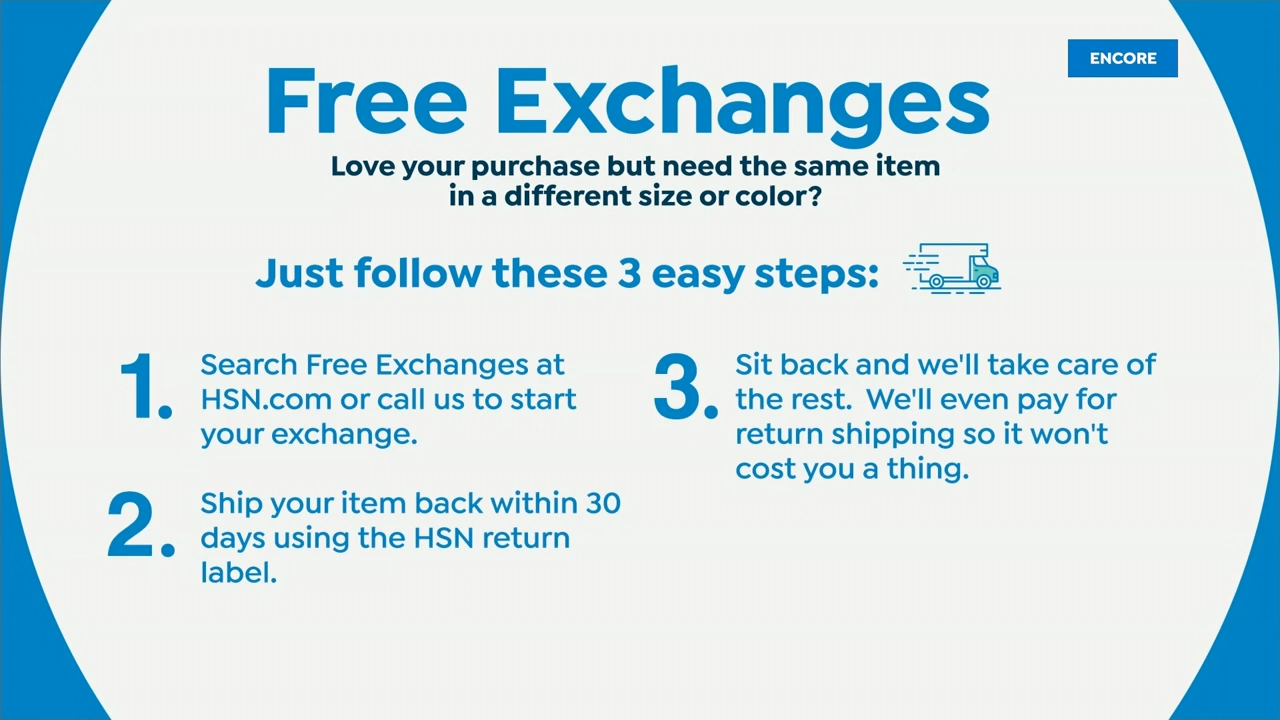 ENCORE
Free Exchanges
Love your purchase but need the same item
in a different size or color?
Just follow these 3 easy steps:
1. Search Free Exchanges at
HSN.com or call us to start
your exchange.
2. Ship your item back within 30
days using the HSN return
label.
3. Sit back and we'll take care of
the rest.  We'll even pay for
return shipping so it won't
cost you a thing.